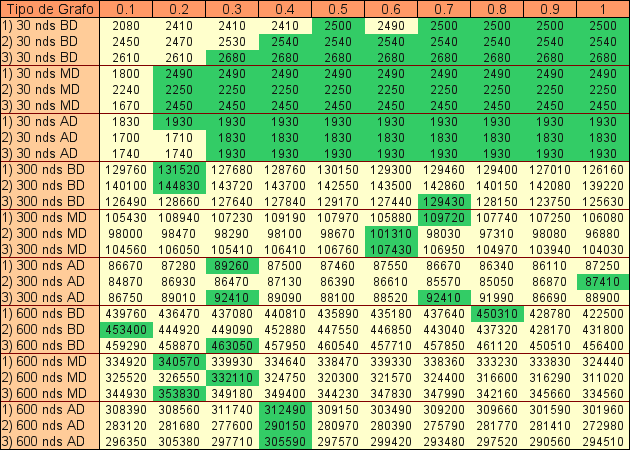 Tipo de Grafo 0.1 0.2 0.3 0.4 0.5 0.6 0.7 0.8 0.9 1
1) 30 nds BD 2080 2410 2410 2410 2500 2490 2500 2500 2500 2500
2) 30 nds BD 2450 2470 2530 2540 2540 2540 2540 2540 2540 2540
3) 30 nds BD 2610 2610 2680 2680 2680 2680 2680 2680 2680 2680
1) 30 nds MD 1800 2490 2490 2490 2490 2490 2490 2490 2490 2490
2) 30 nds MD 2240 2250 2250 2250 2250 2250 2250 2250 2250 2250
3) 30 nds MD 1670 2450 2450 2450 2450 2450 2450 2450 2450 2450
1) 30 nds AD 1830 1930 1930 1930 1930 1930 1930 1930 1930 1930
2) 30 nds AD 1700 1710 1830 1830 1830 1830 1830 1830 1830 1830
3) 30 nds AD 1740 1740 1930 1930 1930 1930 1930 1930 1930 1930
1) 300 nds BD 129760 131520 127680 128760 130150 129300 129460 129400 127010 126160
2) 300 nds BD 140100 144830 143720 147000 142550 143500 142860 140150 142080 139220
3) 300 nds BD 126490 128660 127640 127840 129170 127440 129430 128150 123750 125630
1) 300 nds MD 105430 108940 107230 109190 107970 105880 109720 107740 107250 106080
2) 300 nds MD 98000 98470 98290 98100 98670 101310 98030 97310 98080 96880
3) 300 nds MD 104560 106050 105410 106410 106760 107430 106950 104970 103940 104030
1) 300 nds AD 86670 87280 89260 87500 87460 87550 86670 86340 86110 87250
2) 300 nds AD 84870 86930 86470 87130 86390 86610 85570 85050 86410 87410
3) 300 nds AD 86750 89010 92410 89090 88100 88520 92410 91990 86690 88900
1) 600 nds BD 439760 436470 437080 440810 435890 435180 437640 450310 428780 422500
2) 600 nds BD 453400 444920 449090 452880 447550 446850 443040 437320 428170 431800
3) 600 nds BD 459290 458870 463050 457950 460540 457710 457850 461120 450510 456400
1) 600 nds MD 334920 340570 339930 334640 338470 339330 338360 333230 333830 324440
2) 600 nds MD 325520 326550 332110 324750 320300 321570 324400 316600 316290 311020
3) 600 nds MD 344930 353830 349180 349400 344230 347830 347990 342160 345660 334560
1) 600 nds AD 308390 308560 311740 312490 309150 303490 309200 309660 301590 301960
2) 600 nds AD 283120 281680 277600 290150 280970 280390 275790 281770 281410 272980
3) 600 nds AD 296350 305380 297710 305590 297570 299420 293480 297520 290560 294510